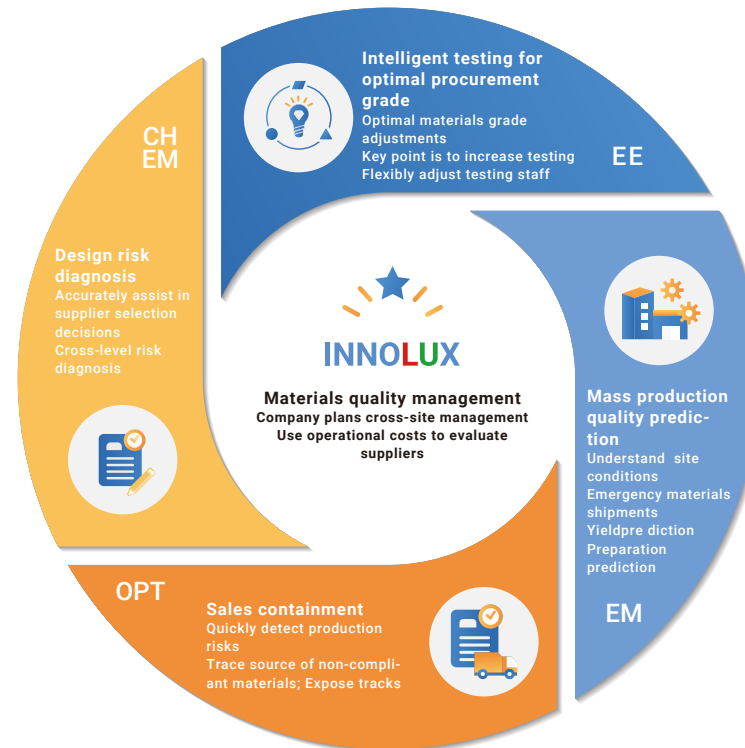 Intelligent testing for
optimal procurement
grade
Optimal materials grade
adjustments
Key point is to increase testing
Flexibly adjust testing staff
EE
CH
EM
Design risk
diagnosis
Accurately assist in
supplier selection
decisions
Cross-level risk
diagnosis
INNOLUX
Materials quality management
Company plans cross-site management
Use operational costs to evaluate
suppliers
Mass production
quality predic-
tion
Understand site
conditions
Emergency materials
shipments
Yieldpre diction
Preparation
prediction
EM
OPT
Sales containment
Quickly detect production
risks
Trace source of non-compli-
ant materials; Expose tracks